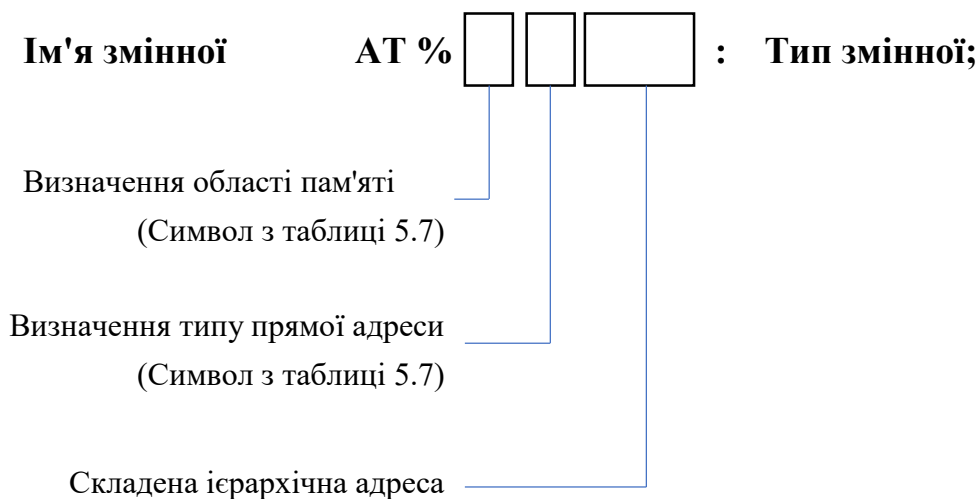 Ім'я змінної АТ % : Тип змінної;
Визначення області пам'яті
(Символ з таблиці 5.7)
Визначення типу прямої адреси
(Символ з таблиці 5.7)
Складена ієрархічна адреса